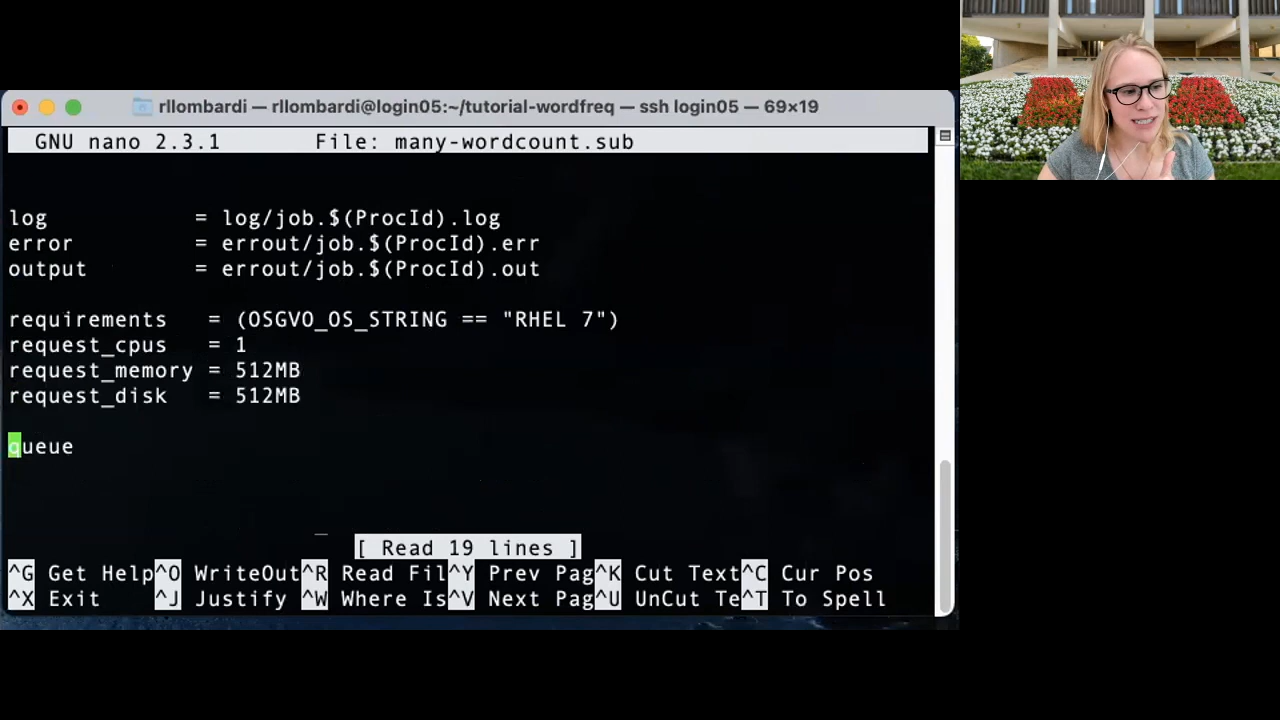 rllombardi — rllombardi@login05:~/tutorial-wordfreq — ssh login05 — 69×19
GNU nano 2.3.1 File: many-wordcount.sub
log = log/job.$(ProcId).log
error = errout/job.$(ProcId).err
output = errout/job.$(ProcId).out
requirements = (OSGVO_OS_STRING == "RHEL 7")
request_cpus = 1
request_memory = 512MB
request_disk = 512MB
queue
[ Read 19 lines ]
^G Get Help^O WriteOut^R Read Fil^Y Prev Pag^K Cut Text^C Cur Pos
^X Exit ^J Justify ^W Where Is^V Next Pag^U UnCut Te^T To Spell